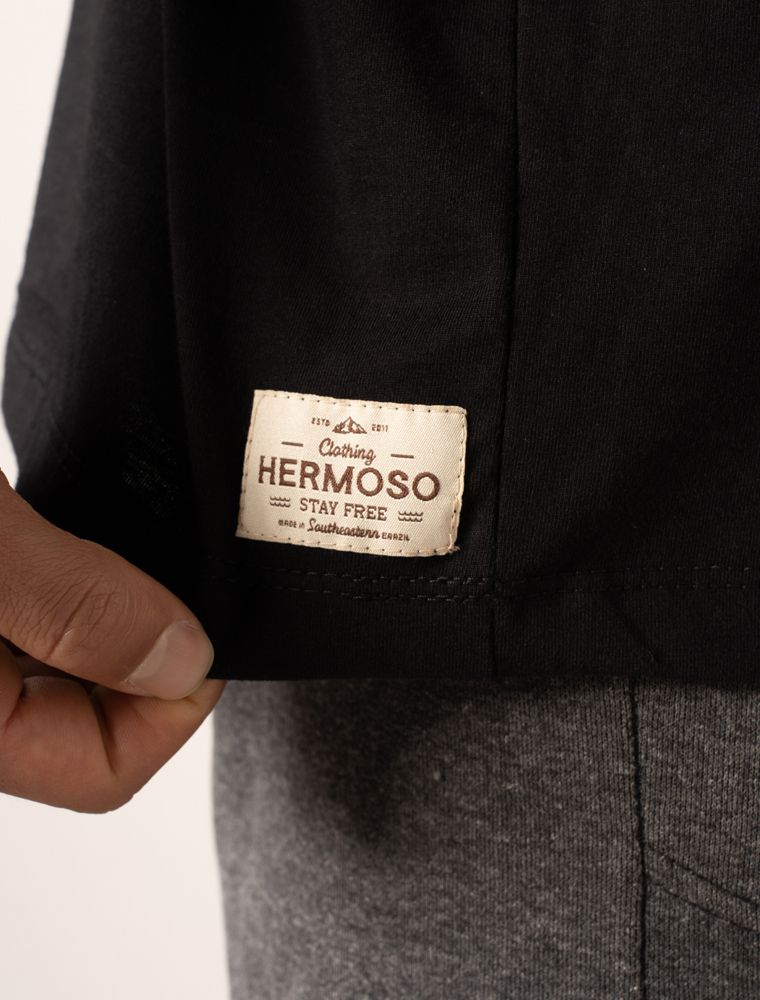 ESTD 2011
Clothing
HERMOSO
STAY FREE
MADE in Southeastern BRAZIL